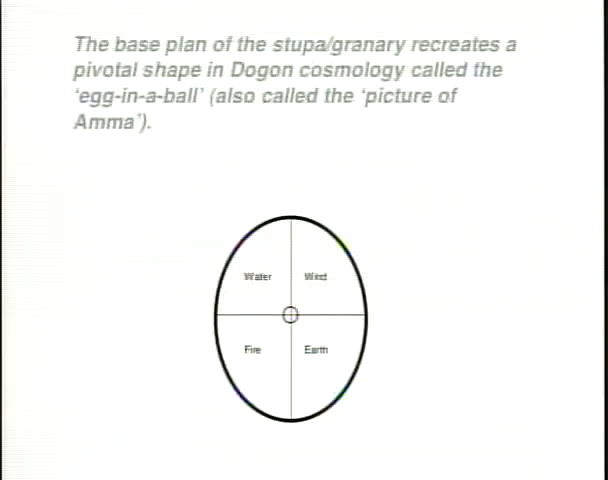 The base plan of the stupa/granary recreates a
pivotal shape in Dogon cosmology called the
‘egg-in-a-ball’ (also called the ‘picture of
Amma’).
Water Wind
Fire Earth